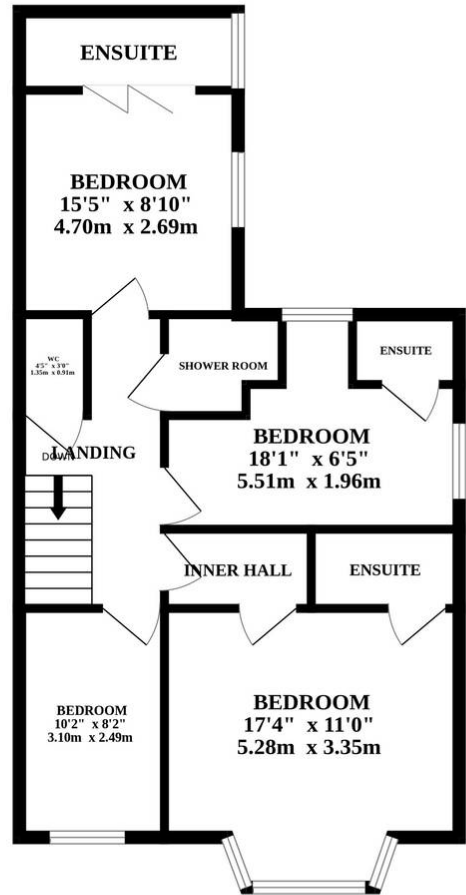 ENSUITE
BEDROOM
15'5" x 8'10"
4.70m x 2.69m
WC
4'5" x 3'0"
1.35m x 0.91m
SHOWER ROOM
ENSUITE
BEDROOM
18'1" x 6'5"
5.51m x 1.96m
LANDING
DOWN
INNER HALL
ENSUITE
BEDROOM
10'2" x 8'2"
3.10m x 2.49m
BEDROOM
17'4" x 11'0"
5.28m x 3.35m